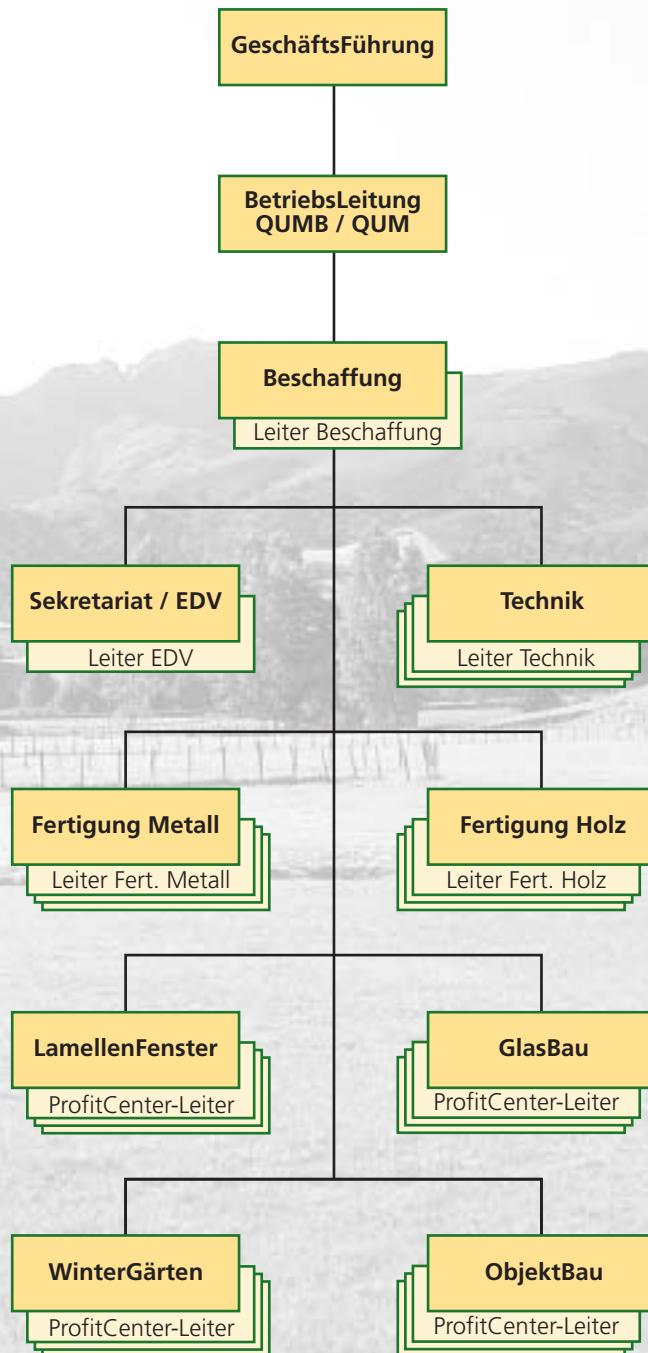 GeschäftsFührung
BetriebsLeitung
QUMB / QUM
Beschaffung
Leiter Beschaffung
Sekretariat / EDV
Leiter EDV
Technik
Leiter Technik
Fertigung Metall
Leiter Fert. Metall
Fertigung Holz
Leiter Fert. Holz
LamellenFenster
ProfitCenter-Leiter
GlasBau
ProfitCenter-Leiter
WinterGärten
ProfitCenter-Leiter
ObjektBau
ProfitCenter-Leiter